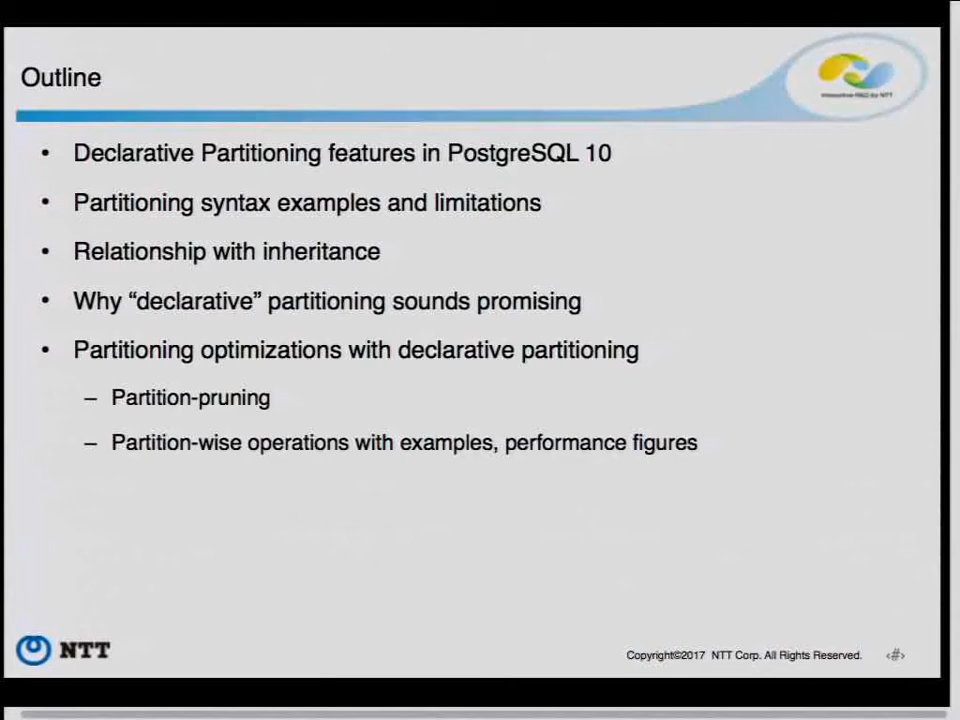 Outline
• Declarative Partitioning features in PostgreSQL 10
• Partitioning syntax examples and limitations
• Relationship with inheritance
• Why “declarative” partitioning sounds promising
• Partitioning optimizations with declarative partitioning
– Partition-pruning
– Partition-wise operations with examples, performance figures
NTT
Copyright©2017 NTT Corp. All Rights Reserved.
‹#›